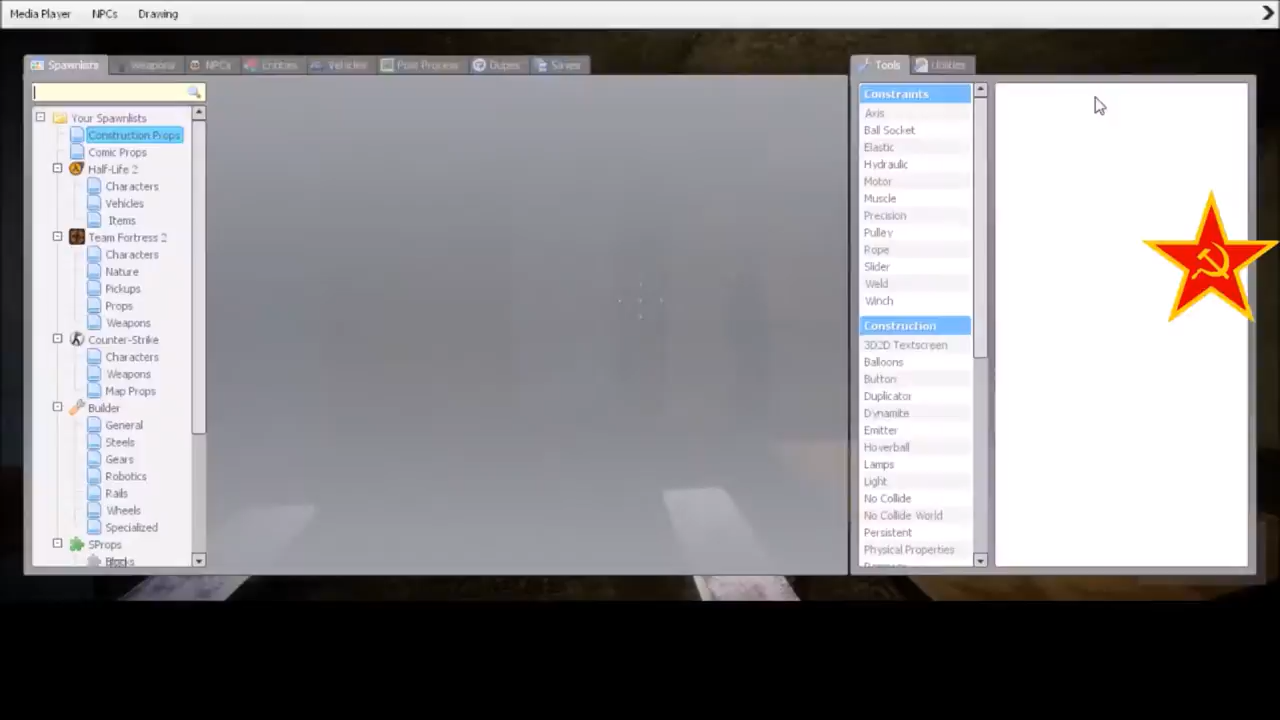 Media Player NPCs Drawing
Spawnlists Weapons NPCs Entities Vehicles Post Process Dupes Saves
Your Spawnlists
Construction Props
Comic Props
Half-Life 2
Characters
Vehicles
Items
Team Fortress 2
Characters
Nature
Pickups
Props
Weapons
Counter-Strike
Characters
Weapons
Map Props
Builder
General
Steels
Gears
Robotics
Rails
Wheels
Specialized
SProps
Blocks
Tools Utilities
Constraints
Axis
Ball Socket
Elastic
Hydraulic
Motor
Muscle
Precision
Pulley
Rope
Slider
Weld
Winch
Construction
3D2D Textscreen
Balloons
Button
Duplicator
Dynamite
Emitter
Hoverball
Lamps
Light
No Collide
No Collide World
Persistent
Physical Properties